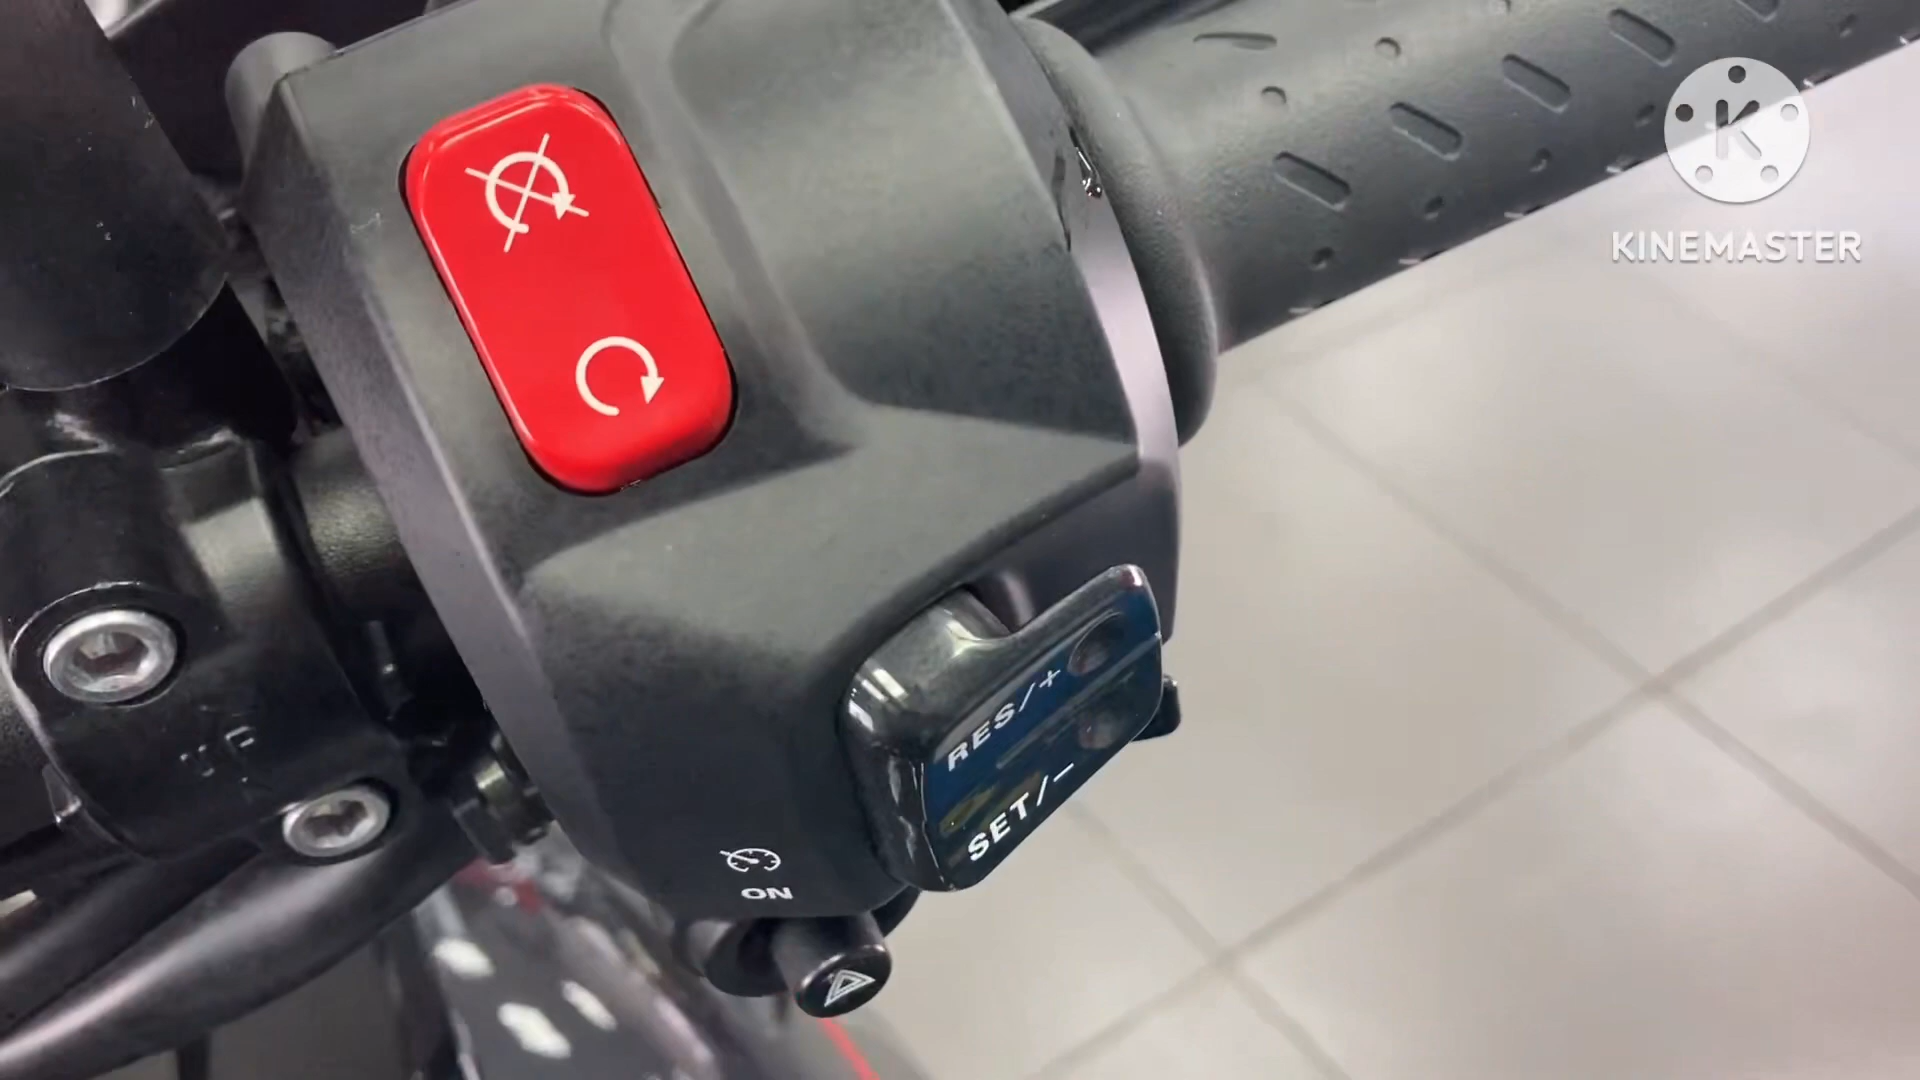 K
KINEMASTER
RES/+
SET/-
ON